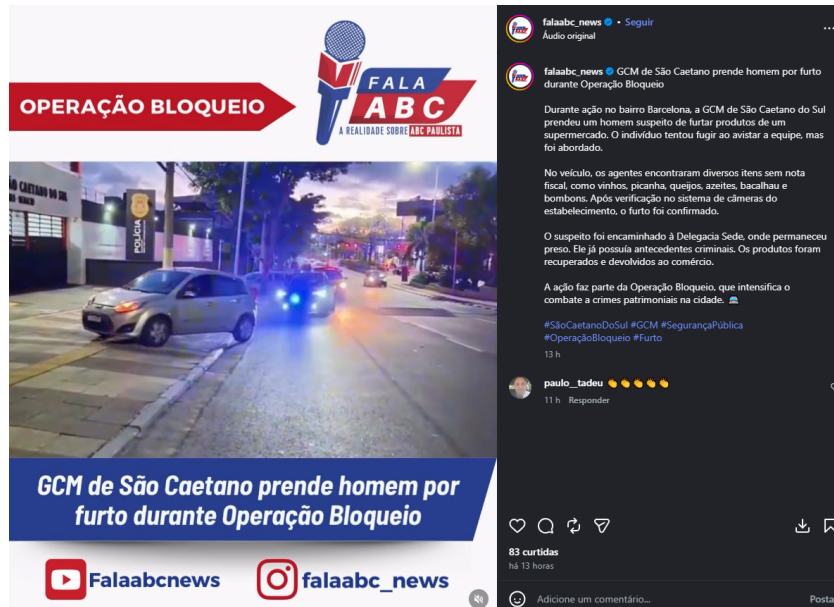 OPERAÇÃO BLOQUEIO
FALA
ABC
A REALIDADE SOBRE ABC PAULISTA
CAETANO DO SUL
POLÍCIA
GCM de São Caetano prende homem por
furto durante Operação Bloqueio
Falaabcnews
falaabc_news
falaabc_news • Seguir
Áudio original
falaabc_news GCM de São Caetano prende homem por furto
durante Operação Bloqueio
Durante ação no bairro Barcelona, a GCM de São Caetano do Sul
prendeu um homem suspeito de furtar produtos de um
supermercado. O indivíduo tentou fugir ao avistar a equipe, mas
foi abordado.
No veículo, os agentes encontraram diversos itens sem nota
fiscal, como vinhos, picanha, queijos, azeites, bacalhau e
bombons. Após verificação no sistema de câmeras do
estabelecimento, o furto foi confirmado.
O suspeito foi encaminhado à Delegacia Sede, onde permaneceu
preso. Ele já possuía antecedentes criminais. Os produtos foram
recuperados e devolvidos ao comércio.
A ação faz parte da Operação Bloqueio, que intensifica o
combate a crimes patrimoniais na cidade. 🚔
#SãoCaetanoDoSul #GCM #SegurançaPública
#OperaçãoBloqueio #Furto
13 h
paulo__tadeu 👏👏👏👏👏
11 h Responder
83 curtidas
há 13 horas
Adicione um comentário... Posta